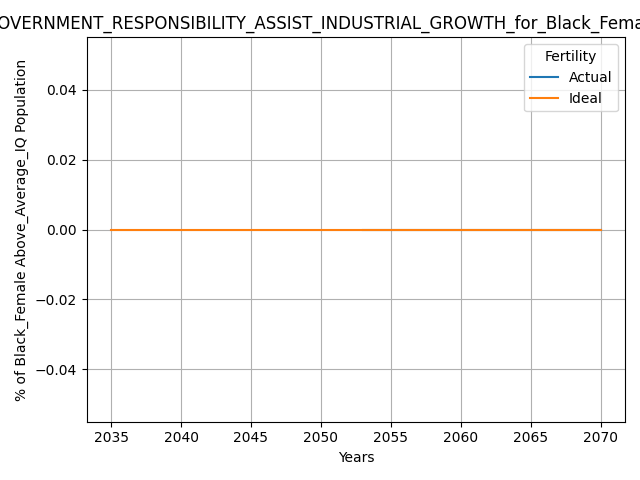 OVERNMENT_RESPONSIBILITY_ASSIST_INDUSTRIAL_GROWTH_for_Black_Fema
Fertility
Actual
Ideal
% of Black_Female Above_Average_IQ Population
0.04
0.02
0.00
−0.02
−0.04
2035 2040 2045 2050 2055 2060 2065 2070
Years